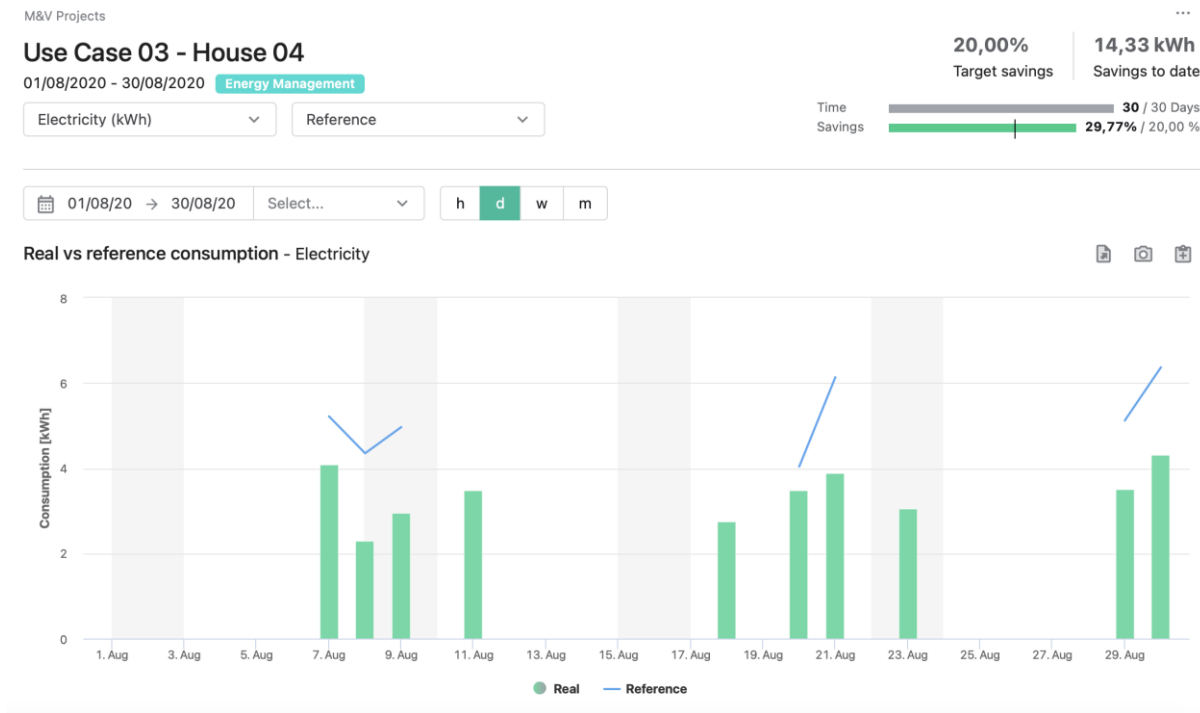 M&V Projects
...
Use Case 03 - House 04
01/08/2020 - 30/08/2020 Energy Management
Electricity (kWh) Reference
20,00% 14,33 kWh
Target savings Savings to date
Time 30 / 30 Days
Savings 29,77% / 20,00 %
01/08/20 → 30/08/20 Select... h d w m
Real vs reference consumption - Electricity
Consumption [kWh]
8
6
4
2
0
1. Aug 3. Aug 5. Aug 7. Aug 9. Aug 11. Aug 13. Aug 15. Aug 17. Aug 19. Aug 21. Aug 23. Aug 25. Aug 27. Aug 29. Aug
Real Reference